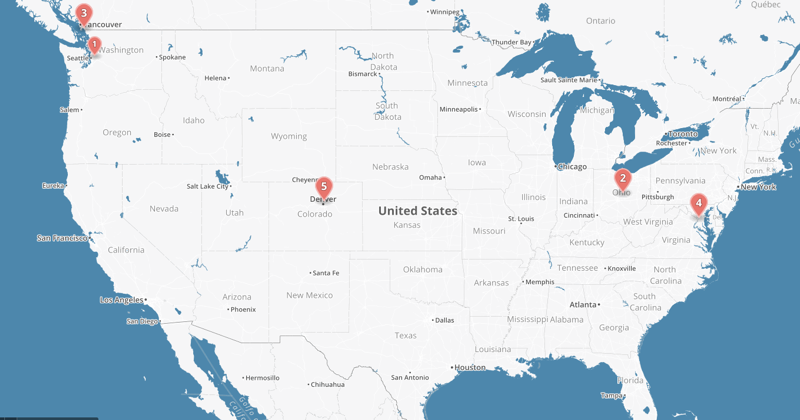 Québec
Winnipeg
3
Vancouver
Ontario
1
Washington
Thunder Bay
Seattle
Spokane
North
Dakota
Montana
Bismarck
Helena
Sault Sainte Marie
Minnesota
Montréal
South
Dakota
Salem
Minneapolis
Wisconsin
Michigan
Oregon
Idaho
Boise
Toronto
Vt.
N.H.
Rochester
New York
Wyoming
Mass.
Iowa
Chicago
Nebraska
Conn.
Cheyenne
Omaha
2
Pennsylvania
Eureka
Salt Lake City
5
Ohio
New York
Denver
Illinois
Indiana
Pittsburgh
N.J.
Nevada
Utah
Colorado
United States
St. Louis
Cincinnati
4
West Virginia
Kansas
Missouri
San Francisco
Kentucky
Virginia
California
Santa Fe
Oklahoma
Tennessee
Knoxville
North
Carolina
Arkansas
Memphis
Los Angeles
Arizona
New Mexico
South
Carolina
Phoenix
Atlanta
San Diego
Dallas
Mississippi
Alabama
Georgia
Texas
Louisiana
Houston
Hermosillo
Chihuahua
San Antonio
Florida
Tampa